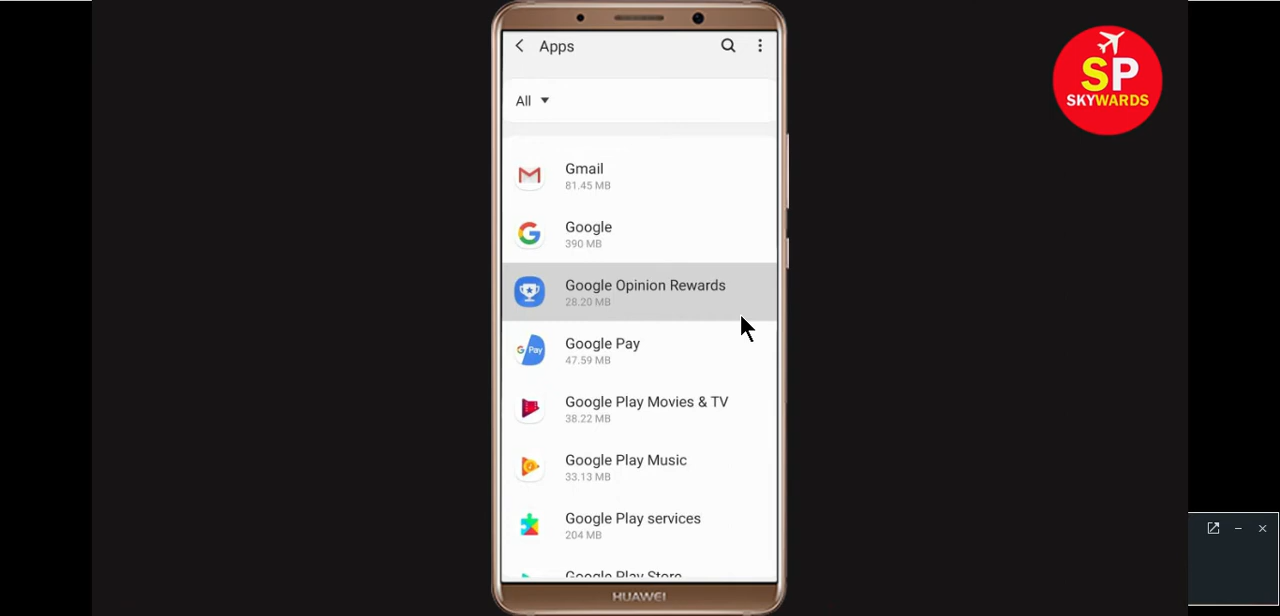 Apps
All
Gmail
81.45 MB
Google
390 MB
Google Opinion Rewards
28.20 MB
G Pay
Google Pay
47.59 MB
Google Play Movies & TV
38.22 MB
Google Play Music
33.13 MB
Google Play services
204 MB
Google Play Store
HUAWEI
SP
SKYWARDS